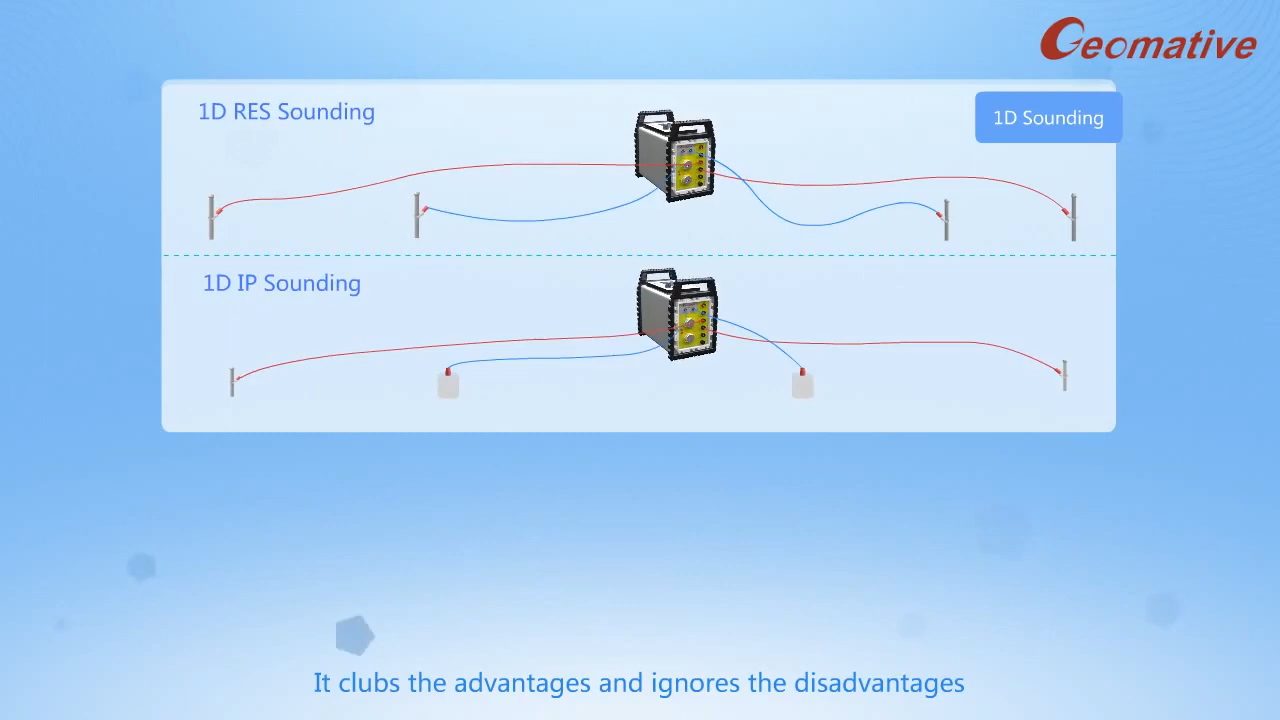 Geomative
1D RES Sounding
1D Sounding
1D IP Sounding
It clubs the advantages and ignores the disadvantages